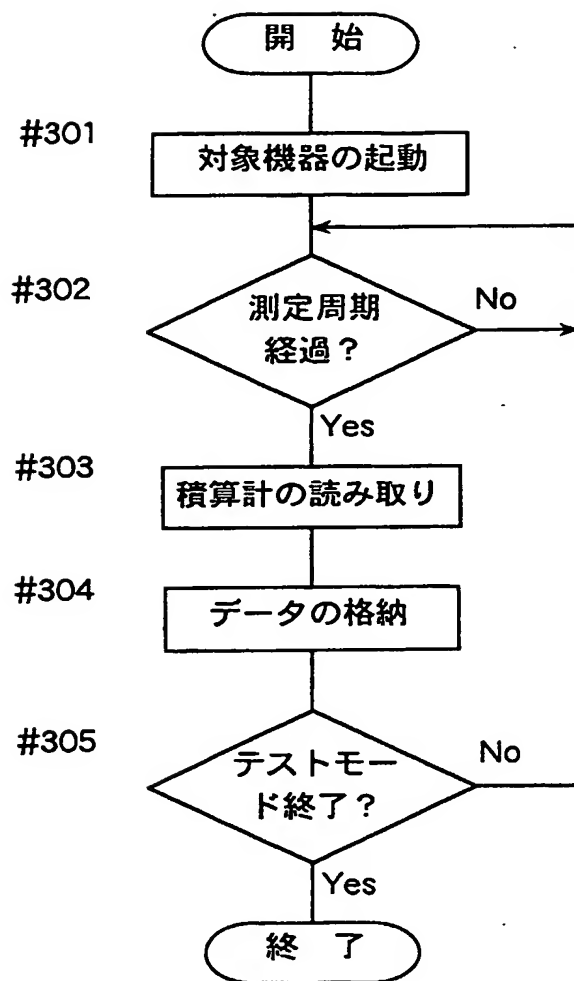 開 始
#301
対象機器の起動
#302
測定周期
経過？
No
Yes
#303
積算計の読み取り
#304
データの格納
#305
テストモー
ド終了？
No
Yes
終 了